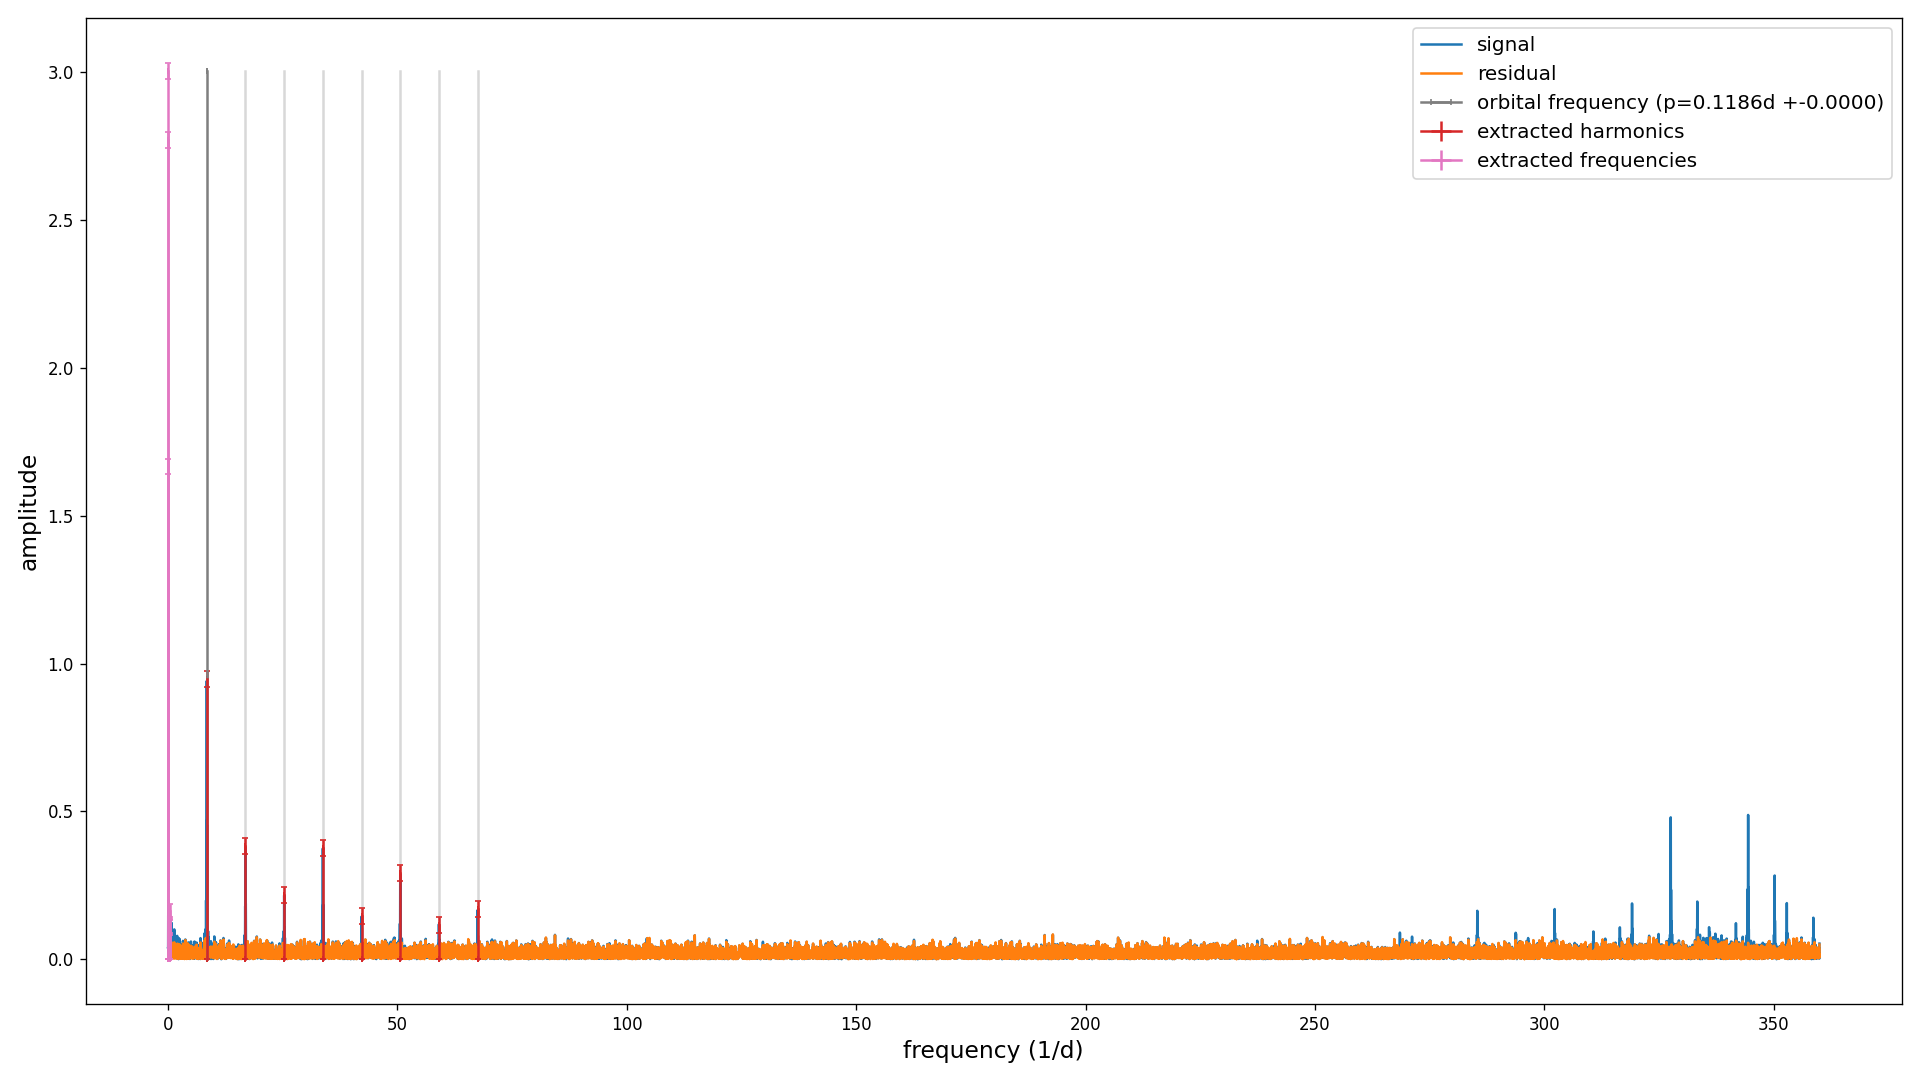 signal
residual
orbital frequency (p=0.1186d +-0.0000)
extracted harmonics
extracted frequencies
3.0
2.5
2.0
1.5
1.0
0.5
0.0
amplitude
0 50 100 150 200 250 300 350
frequency (1/d)